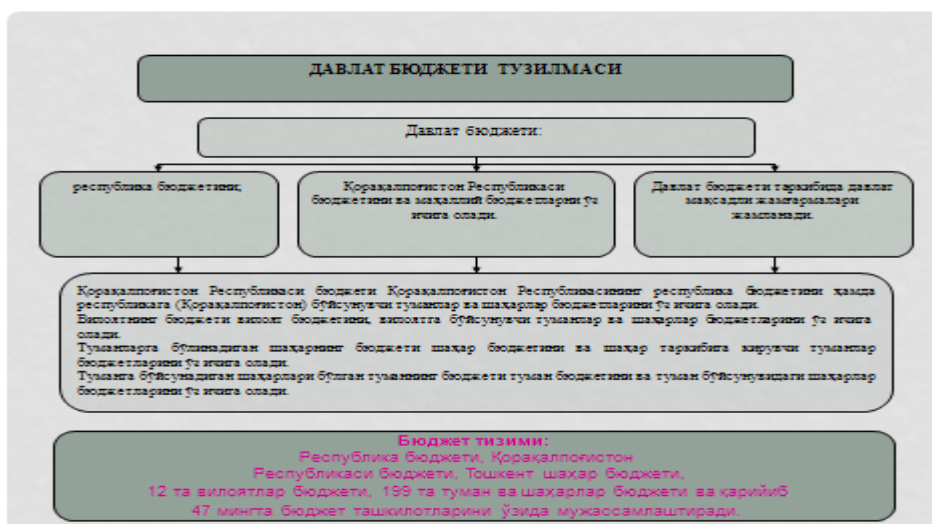 ДАВЛАТ БЮДЖЕТИ ТУЗИЛМАСИ
Давлат бюджети:
республика бюджетини;
Қорақалпоғистон Республикаси
бюджетини ва маҳаллий бюджетларни ўз
ичига олади.
Давлат бюджети таркибида давлат
мақсадли жамғармалари
жамланади.
Қорақалпоғистон Республикаси бюджети Қорақалпоғистон Республикасининг республика бюджетини ҳамда
республикага (Қорақалпоғистон) бўйсунувчи туманлар ва шаҳарлар бюджетларини ўз ичига олади.
Вилоятнинг бюджети вилоят бюджетини, вилоятга бўйсунувчи туманлар ва шаҳарлар бюджетларини ўз ичига
олади.
Туманларга бўлинадиган шаҳарнинг бюджети шаҳар бюджетини ва шаҳар таркибига кирувчи туманлар
бюджетларини ўз ичига олади.
Туманга бўйсунадиган шаҳарлари бўлган туманнинг бюджети туман бюджетини ва туман бўйсунувидаги шаҳарлар
бюджетларини ўз ичига олади.
Бюджет тизими:
Республика бюджети, Қорақалпоғистон
Республикаси бюджети, Тошкент шаҳар бюджети,
12 та вилоятлар бюджети, 199 та туман ва шаҳарлар бюджети ва қарийиб
47 мингта бюджет ташкилотларини ўзида мужассамлаштиради.